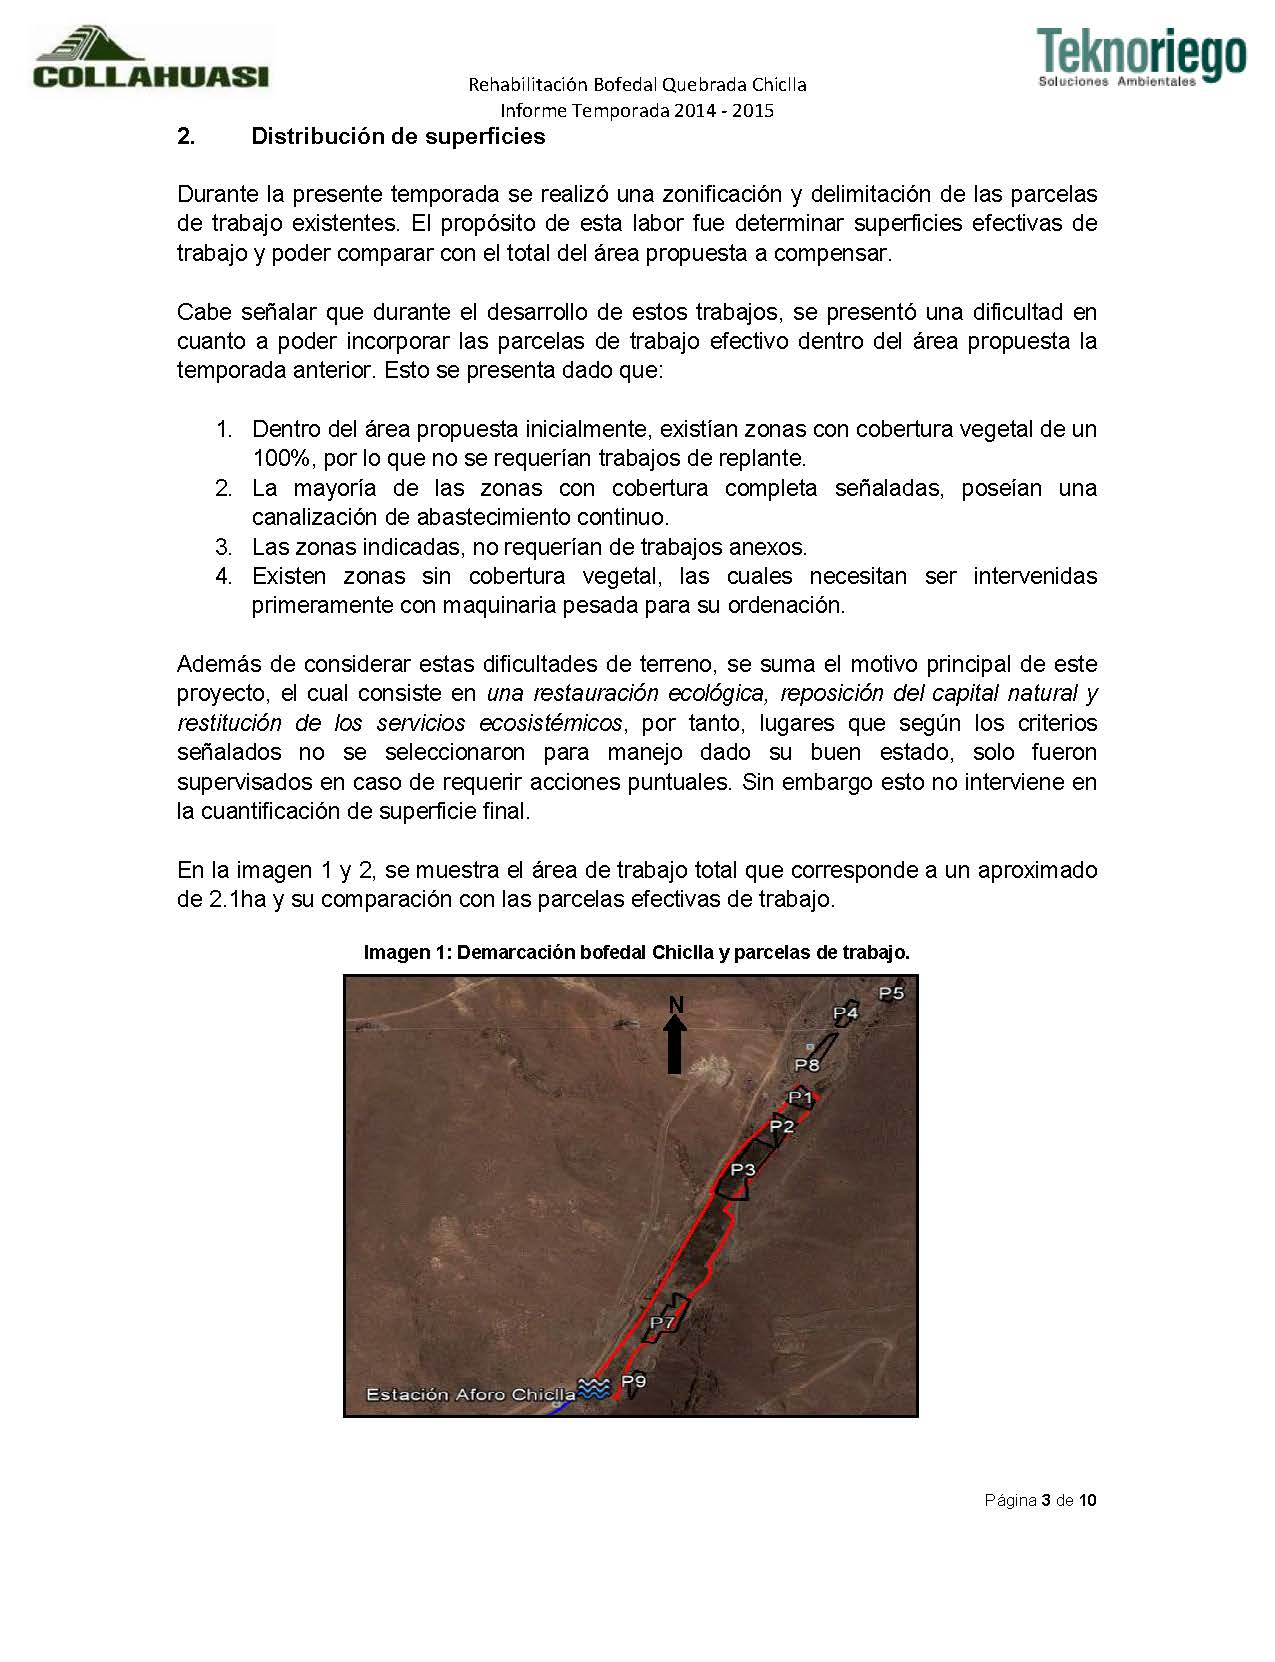 COLLAHUASI
Teknoriego
Soluciones Ambientales
Rehabilitación Bofedal Quebrada Chiclla
Informe Temporada 2014 - 2015
2. Distribución de superficies
Durante la presente temporada se realizó una zonificación y delimitación de las parcelas
de trabajo existentes. El propósito de esta labor fue determinar superficies efectivas de
trabajo y poder comparar con el total del área propuesta a compensar.
Cabe señalar que durante el desarrollo de estos trabajos, se presentó una dificultad en
cuanto a poder incorporar las parcelas de trabajo efectivo dentro del área propuesta la
temporada anterior. Esto se presenta dado que:
1. Dentro del área propuesta inicialmente, existían zonas con cobertura vegetal de un
100%, por lo que no se requerían trabajos de replante.
2. La mayoría de las zonas con cobertura completa señaladas, poseían una
canalización de abastecimiento continuo.
3. Las zonas indicadas, no requerían de trabajos anexos.
4. Existen zonas sin cobertura vegetal, las cuales necesitan ser intervenidas
primeramente con maquinaria pesada para su ordenación.
Además de considerar estas dificultades de terreno, se suma el motivo principal de este
proyecto, el cual consiste en una restauración ecológica, reposición del capital natural y
restitución de los servicios ecosistémicos, por tanto, lugares que según los criterios
señalados no se seleccionaron para manejo dado su buen estado, solo fueron
supervisados en caso de requerir acciones puntuales. Sin embargo esto no interviene en
la cuantificación de superficie final.
En la imagen 1 y 2, se muestra el área de trabajo total que corresponde a un aproximado
de 2.1ha y su comparación con las parcelas efectivas de trabajo.
Imagen 1: Demarcación bofedal Chiclla y parcelas de trabajo.
P5
N
P4
P8
P1
P2
P3
P7
P9
Estación Aforo Chiclla
Página 3 de 10